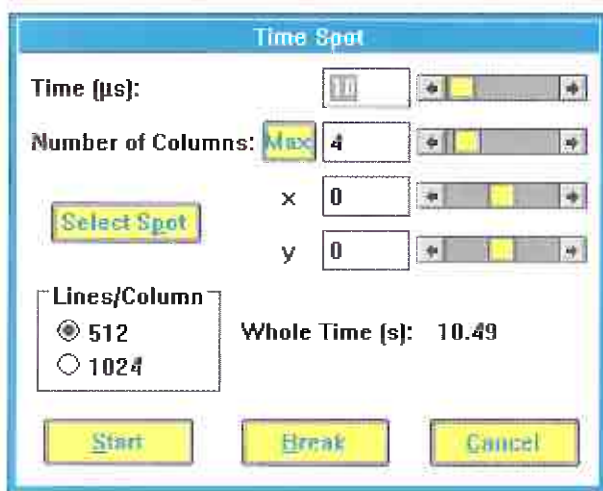 Time Spot
Time (µs): 10
Number of Columns: Max 4
x 0
Select Spot
y 0
Lines/Column
512
Whole Time (s): 10.49
1024
Start Break Cancel